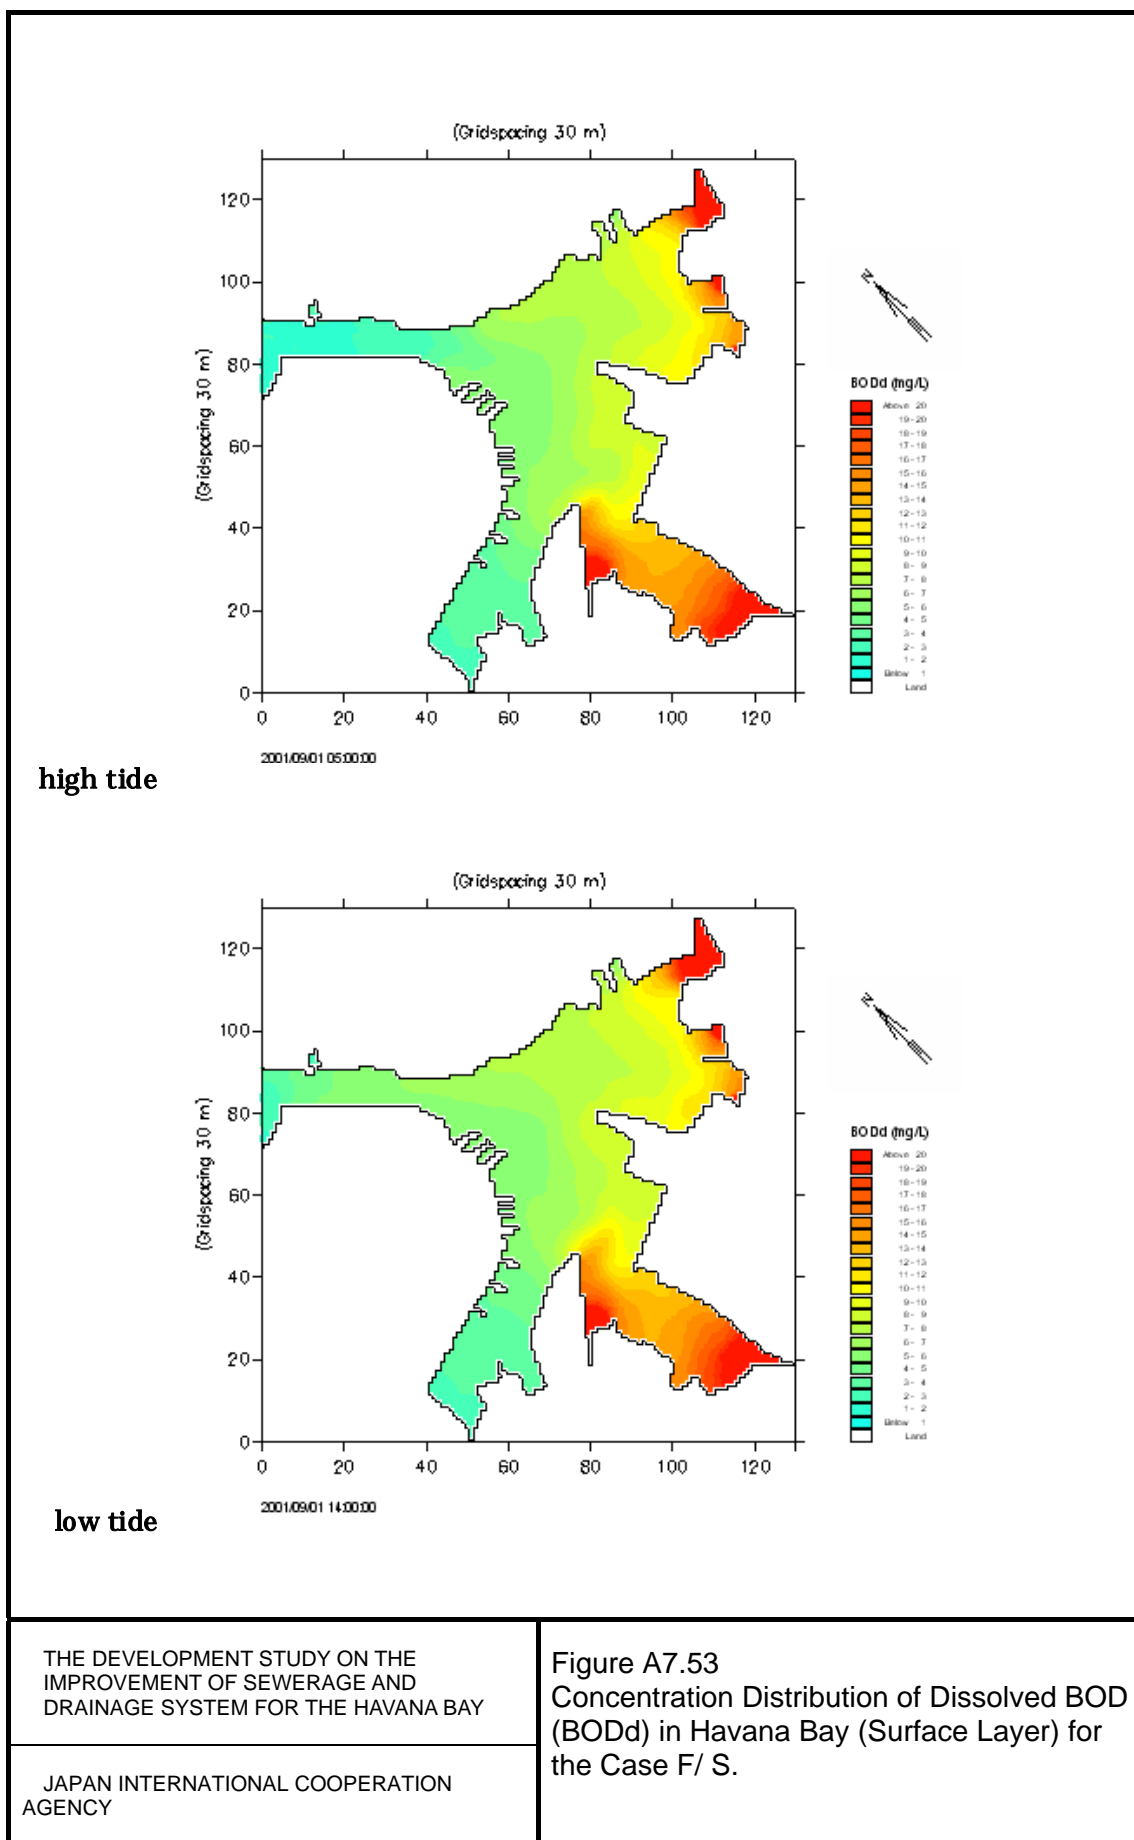 (Gridspacing 30 m)
(Gridspacing 30 m)
120
100
80
60
40
20
0
0 20 40 60 80 100 120
2001/09/01 05:00:00
N
BODd (mg/L)
Above 20
19-20
18-19
17-18
16-17
15-16
14-15
13-14
12-13
11-12
10-11
9-10
8- 9
7- 8
6- 7
5- 6
4- 5
3- 4
2- 3
1- 2
Below 1
Land
high tide
(Gridspacing 30 m)
(Gridspacing 30 m)
120
100
80
60
40
20
0
0 20 40 60 80 100 120
2001/09/01 14:00:00
N
BODd (mg/L)
Above 20
19-20
18-19
17-18
16-17
15-16
14-15
13-14
12-13
11-12
10-11
9-10
8- 9
7- 8
6- 7
5- 6
4- 5
3- 4
2- 3
1- 2
Below 1
Land
low tide
THE DEVELOPMENT STUDY ON THE
IMPROVEMENT OF SEWERAGE AND
DRAINAGE SYSTEM FOR THE HAVANA BAY
JAPAN INTERNATIONAL COOPERATION
AGENCY
Figure A7.53
Concentration Distribution of Dissolved BOD
(BODd) in Havana Bay (Surface Layer) for
the Case F/ S.